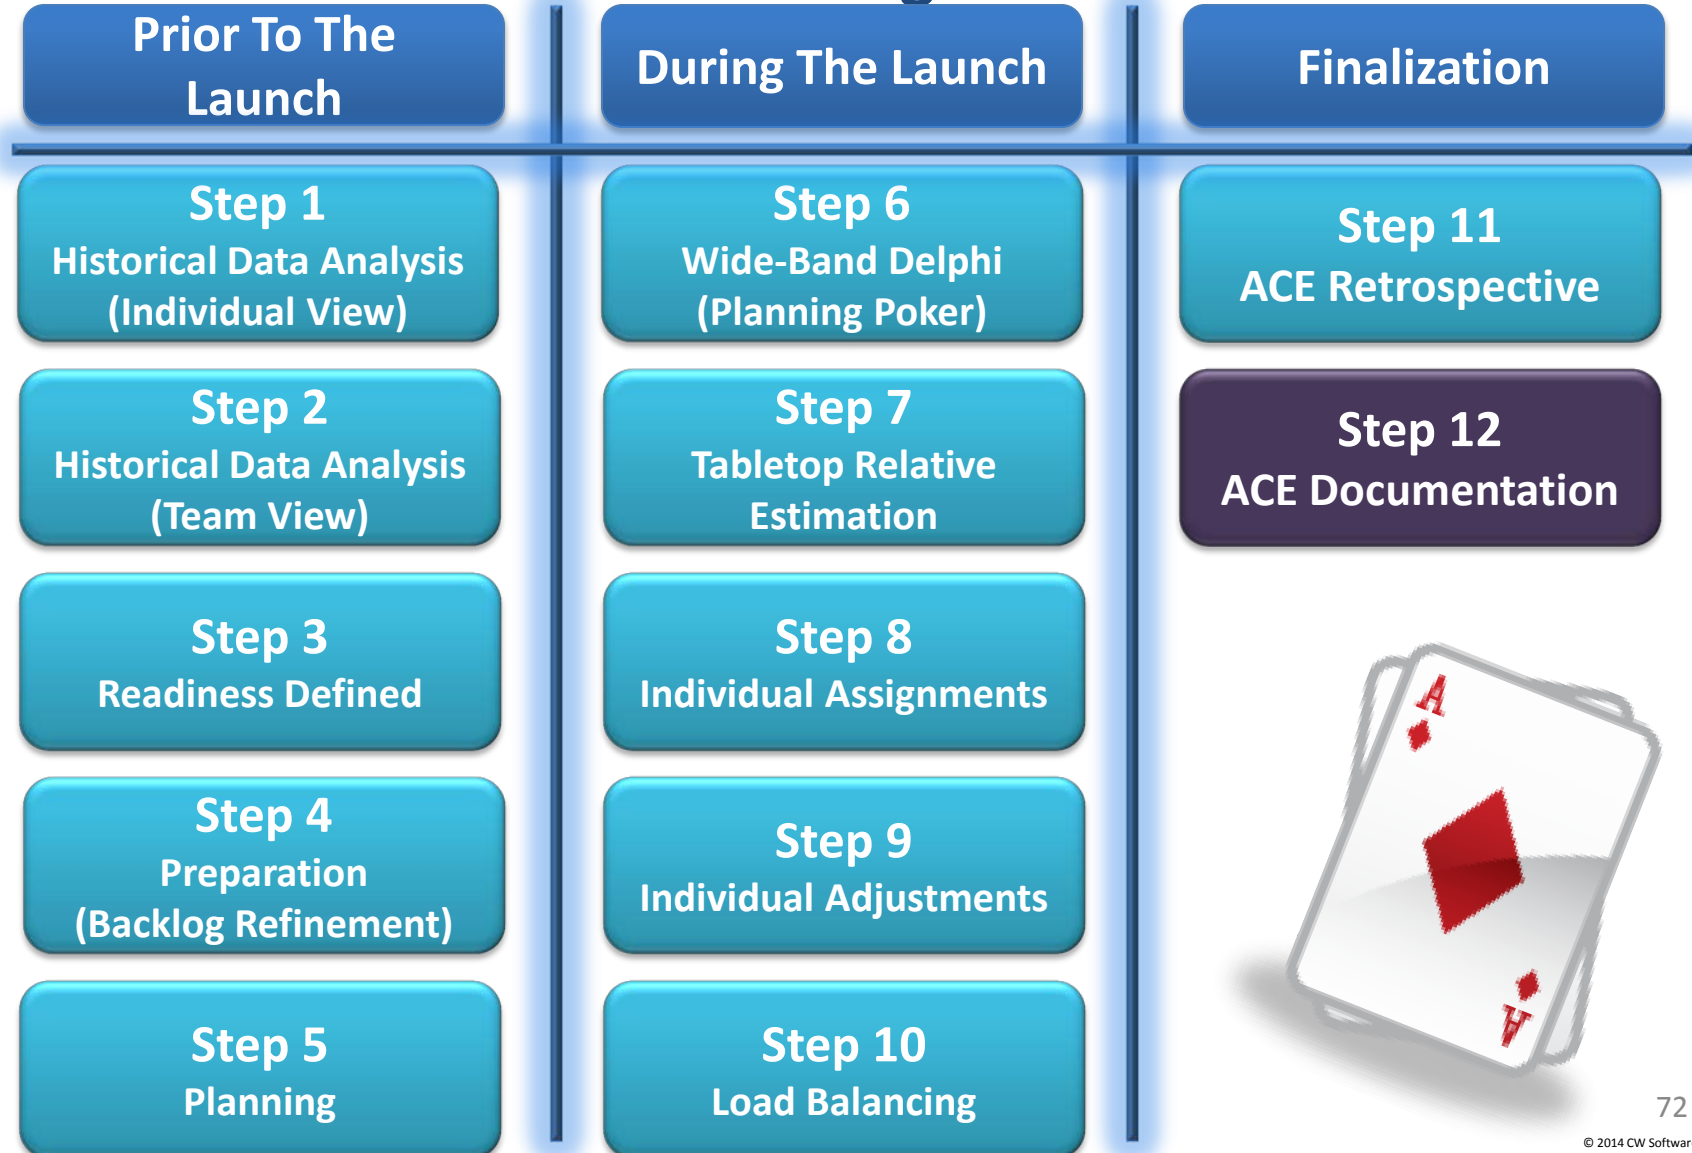 Prior To The
Launch
During The Launch
Finalization
Step 1
Historical Data Analysis
(Individual View)
Step 2
Historical Data Analysis
(Team View)
Step 3
Readiness Defined
Step 4
Preparation
(Backlog Refinement)
Step 5
Planning
Step 6
Wide-Band Delphi
(Planning Poker)
Step 7
Tabletop Relative
Estimation
Step 8
Individual Assignments
Step 9
Individual Adjustments
Step 10
Load Balancing
Step 11
ACE Retrospective
Step 12
ACE Documentation
A
A
72
© 2014 CW Softwar